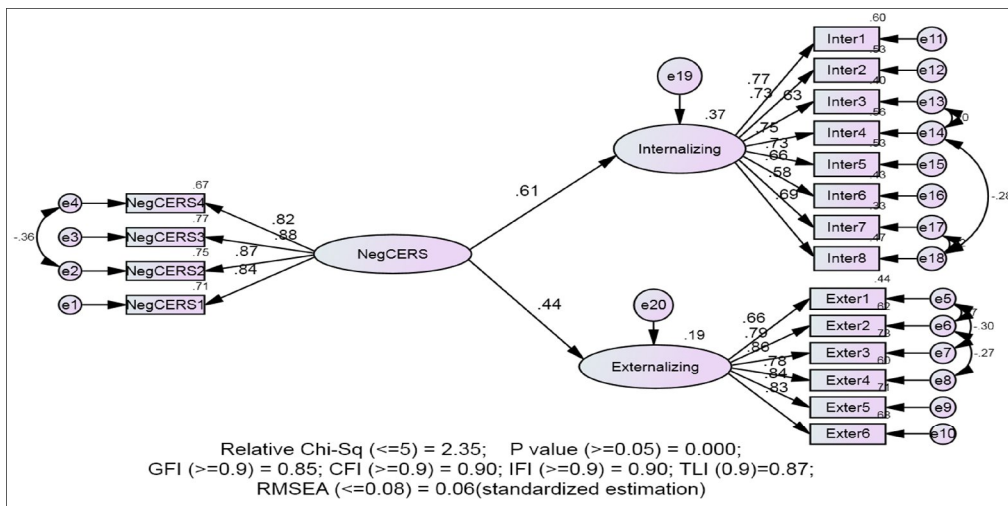 .60
Inter1
e11
.53
Inter2
e12
.40
Inter3
e13
.56
Inter4
e14
.53
Inter5
e15
.43
Inter6
e16
.33
Inter7
e17
.47
Inter8
e18
-.28
.77
.73
.63
.75
.73
.66
.58
.69
e19
.37
Internalizing
.61
.67
e4
NegCERS4
.77
e3
NegCERS3
.75
e2
NegCERS2
.71
e1
NegCERS1
-.36
.82
.88
.87
.84
NegCERS
.44
e20
.19
Externalizing
.66
.79
.86
.78
.84
.83
.44
Exter1
e5
.62
Exter2
e6
.73
Exter3
e7
.60
Exter4
e8
.71
Exter5
e9
.68
Exter6
e10
-.30
-.27
Relative Chi-Sq (<=5) = 2.35; P value (>=0.05) = 0.000;
GFI (>=0.9) = 0.85; CFI (>=0.9) = 0.90; IFI (>=0.9) = 0.90; TLI (0.9)=0.87;
RMSEA (<=0.08) = 0.06(standardized estimation)